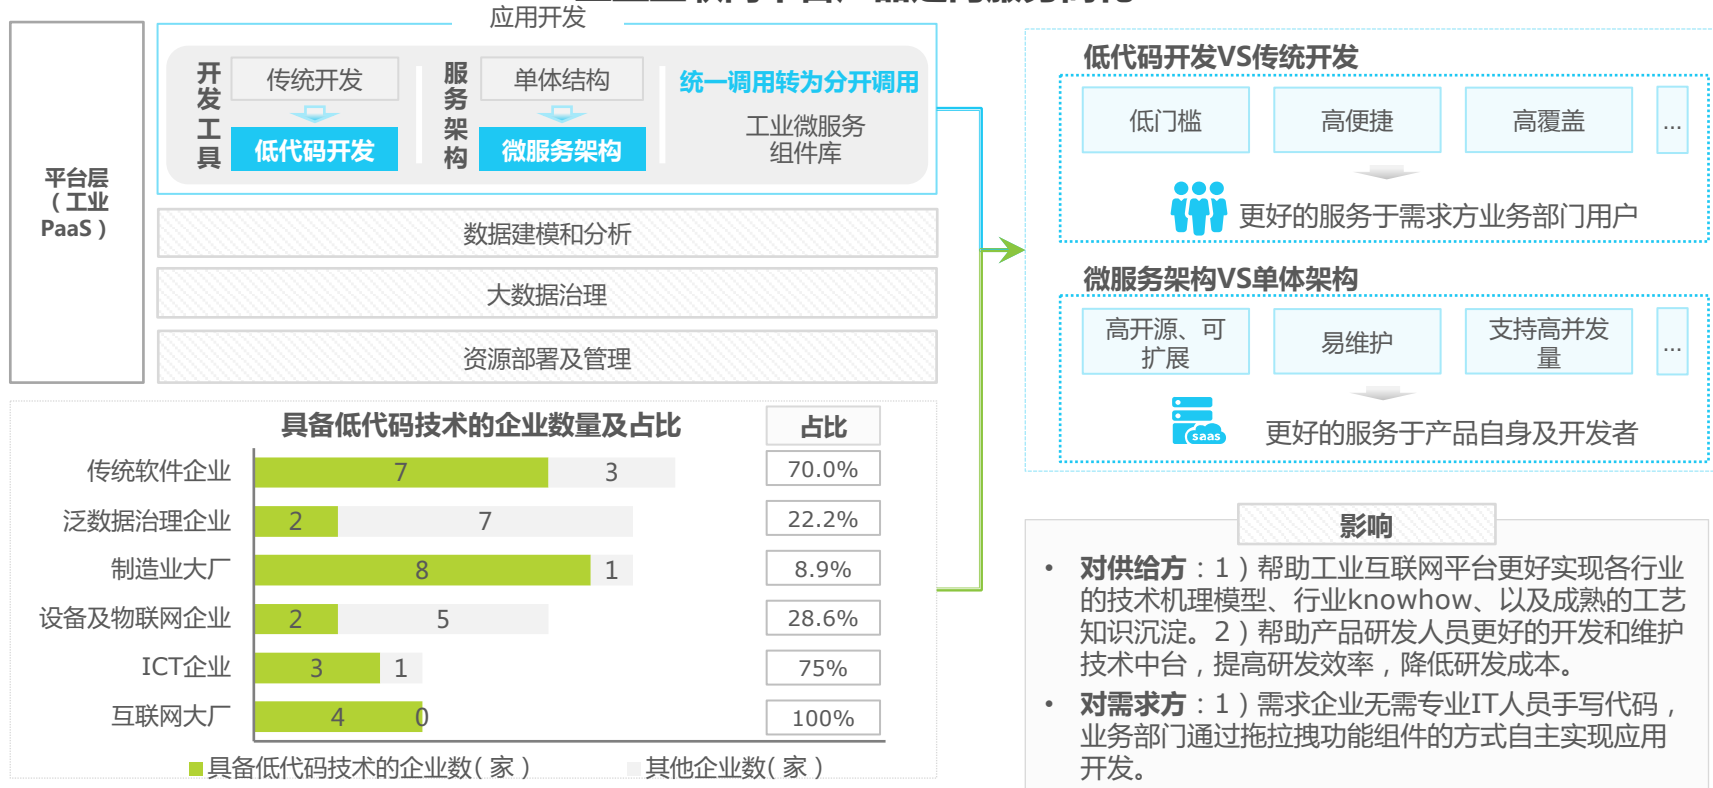 应用开发
开发工具
传统开发
低代码开发
服务架构
单体结构
微服务架构
统一调用转为分开调用
工业微服务
组件库
平台层
（工业
PaaS）
数据建模和分析
大数据治理
资源部署及管理
低代码开发VS传统开发
低门槛
高便捷
高覆盖
...
更好的服务于需求方业务部门用户
微服务架构VS单体架构
高开源、可
扩展
易维护
支持高并发
量
...
saas
更好的服务于产品自身及开发者
具备低代码技术的企业数量及占比
占比
传统软件企业 7 3 70.0%
泛数据治理企业 2 7 22.2%
制造业大厂 8 1 8.9%
设备及物联网企业 2 5 28.6%
ICT企业 3 1 75%
互联网大厂 4 0 100%
具备低代码技术的企业数(家) 其他企业数(家)
影响
• 对供给方：1）帮助工业互联网平台更好实现各行业
的技术机理模型、行业knowhow、以及成熟的工艺
知识沉淀。2）帮助产品研发人员更好的开发和维护
技术中台，提高研发效率，降低研发成本。
• 对需求方：1）需求企业无需专业IT人员手写代码，
业务部门通过拖拉拽功能组件的方式自主实现应用
开发。